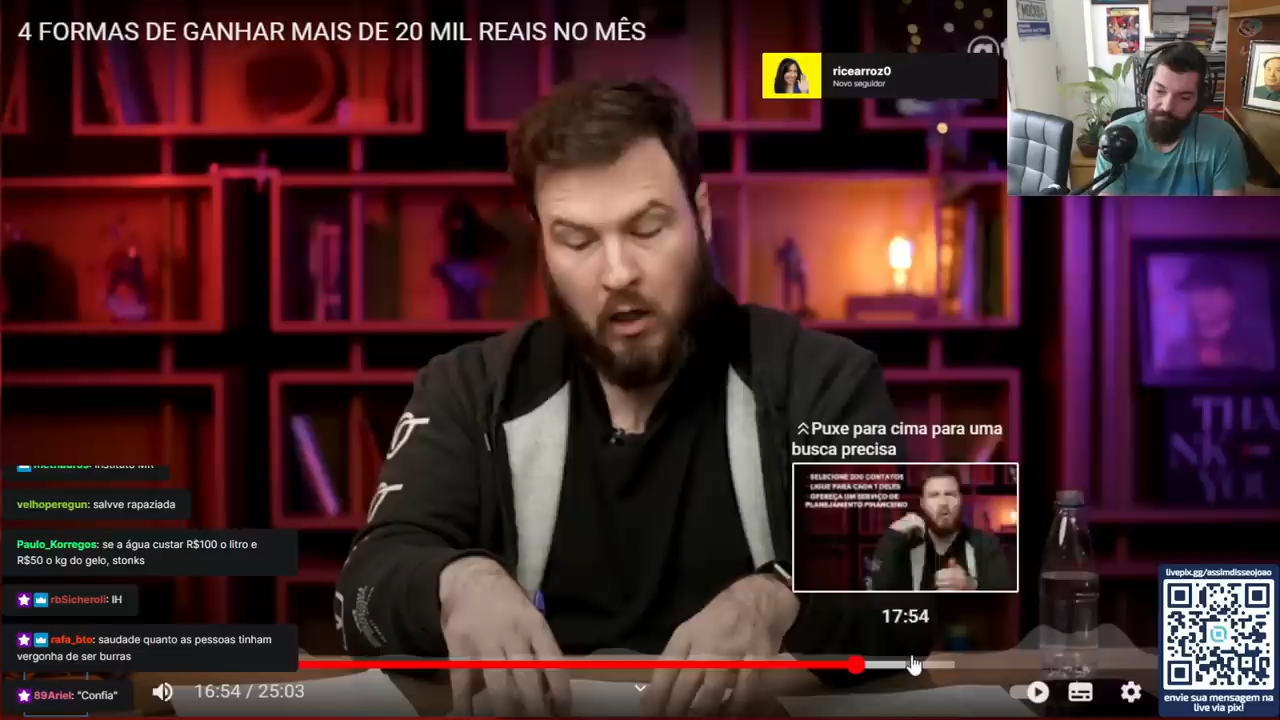 4 FORMAS DE GANHAR MAIS DE 20 MIL REAIS NO MÊS
ricearroz0
Novo seguidor
Puxe para cima para uma
busca precisa
SELECIONE 200 CONTATOS
LIGUE PARA CADA 1 DELES
OFEREÇA UM SERVIÇO DE
PLANEJAMENTO FINANCEIRO
17:54
velhoperegun: salvve rapaziada
Paulo_Korregos: se a água custar R$100 o litro e
R$50 o kg do gelo, stonks
rbSicheroli: IH
rafa_bto: saudade quanto as pessoas tinham
vergonha de ser burras
89Ariel: "Confia"
16:54 / 25:03
livepix.gg/assimdisseojoao
envie sua mensagem na
live via pix!